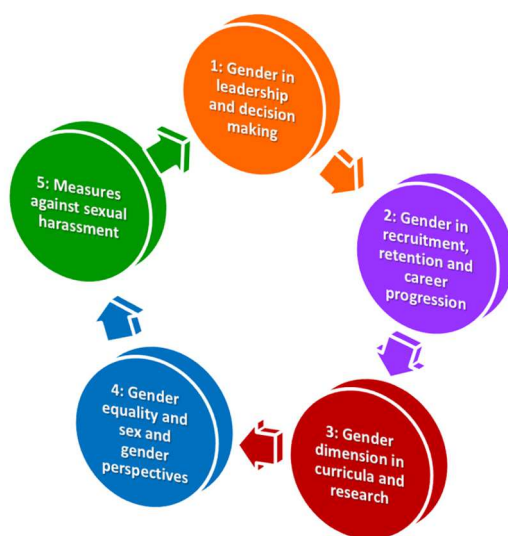 1: Gender in
leadership
and decision
making
2: Gender in
recruitment,
retention and
career
progression
3: Gender
dimension in
curricula and
research
4: Gender
equality and
sex and
gender
perspectives
5: Measures
against sexual
harassment